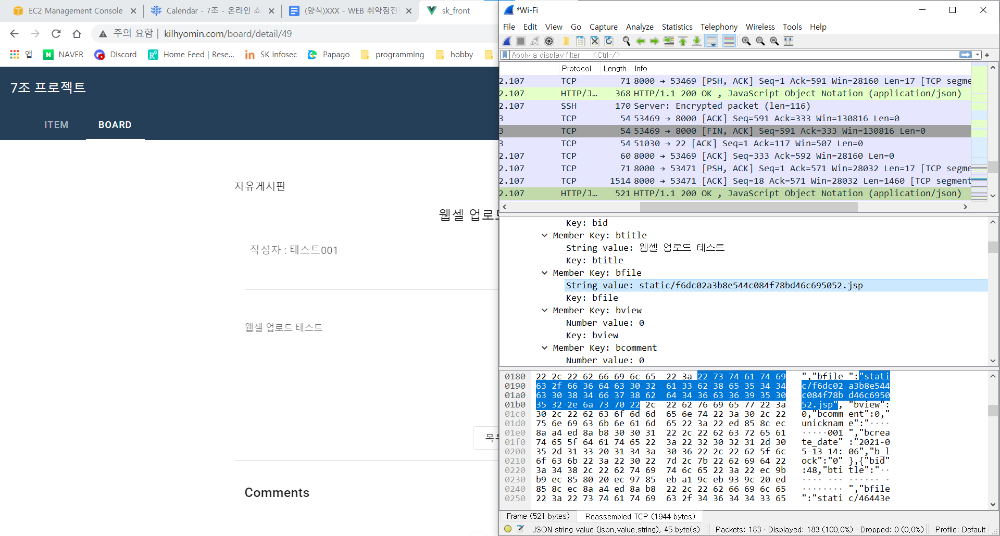 EC2 Management Console
Calendar - 7조 - 온라인 쇼
(양식)XXX - WEB 취약점진
sk_front
주의 요함 | kilhyomin.com/board/detail/49
앱 NAVER Discord Home Feed | Rese... SK infosec Papago programming hobby
7조 프로젝트
ITEM BOARD
자유게시판
웹셀 업로드
작성자 : 테스트001
웹셀 업로드 테스트
목록
Comments
*Wi-Fi
File Edit View Go Capture Analyze Statistics Telephony Wireless Tools Help
Apply a display filter ... <Ctrl-/>
Protocol Length Info
2.107 TCP 71 8000 → 53469 [PSH, ACK] Seq=1 Ack=591 Win=28160 Len=17 [TCP segme
2.107 HTTP/J... 368 HTTP/1.1 200 OK , JavaScript Object Notation (application/json)
2.107 SSH 170 Server: Encrypted packet (len=116)
3 TCP 54 53469 → 8000 [ACK] Seq=591 Ack=333 Win=130816 Len=0
3 TCP 54 53469 → 8000 [FIN, ACK] Seq=591 Ack=333 Win=130816 Len=0
3 TCP 54 51030 → 22 [ACK] Seq=1 Ack=117 Win=507 Len=0
2.107 TCP 60 8000 → 53469 [ACK] Seq=333 Ack=592 Win=28160 Len=0
2.107 TCP 71 8000 → 53471 [PSH, ACK] Seq=1 Ack=571 Win=28032 Len=17 [TCP segme
2.107 TCP 1514 8000 → 53471 [ACK] Seq=18 Ack=571 Win=28032 Len=1460 [TCP segment
2.107 HTTP/J... 521 HTTP/1.1 200 OK , JavaScript Object Notation (application/json)
Key: bid
Member Key: btitle
String value: 웹셀 업로드 테스트
Key: btitle
Member Key: bfile
String value: static/f6dc02a3b8e544c084f78bd46c695052.jsp
Key: bfile
Member Key: bview
Number value: 0
Key: bview
Member Key: bcomment
Number value: 0
0180 22 2c 22 62 66 69 6c 65 22 3a 22 73 74 61 74 69 ","bfile ":"stati
0190 63 2f 66 36 64 63 30 32 61 33 62 38 65 35 34 34 c/f6dc02 a3b8e544
01a0 63 30 38 34 66 37 38 62 64 34 36 63 36 39 35 30 c084f78b d46c6950
01b0 35 32 2e 6a 73 70 22 2c 22 62 76 69 65 77 22 3a 52.jsp", "bview":
01c0 30 2c 22 62 63 6f 6d 6d 65 6e 74 22 3a 30 2c 22 0,"bcomm ent":0,"
01d0 75 6e 69 63 6b 6e 61 6d 65 22 3a 22 ed 85 8c ec unicknam e":"····
01e0 8a a4 ed 8a b8 30 30 31 22 2c 22 62 63 72 65 61 ·····001 ","bcrea
01f0 74 65 5f 64 61 74 65 22 3a 22 32 30 32 31 2d 30 te_date" :"2021-0
0200 35 2d 31 33 20 31 34 3a 30 36 22 2c 22 62 5f 6c 5-13 14: 06","b_l
0210 6f 63 6b 22 3a 22 30 22 7d 2c 7b 22 62 69 64 22 ock":"0" },{"bid"
0220 3a 34 38 2c 22 62 74 69 74 6c 65 22 3a 22 ec 9b :48,"bti tle":"··
0230 b9 ec 85 80 20 ec 97 85 eb a1 9c eb 93 9c 20 ed ···· ··· ······ ·
0240 85 8c ec 8a a4 ed 8a b8 22 2c 22 62 66 69 6c 65 ········ ","bfile
0250 22 3a 22 73 74 61 74 69 63 2f 34 36 34 34 33 65 ":"stati c/46443e
Frame (521 bytes) Reassembled TCP (1944 bytes)
JSON string value (json.value.string), 45 byte(s) Packets: 183 · Displayed: 183 (100.0%) · Dropped: 0 (0.0%) Profile: Default